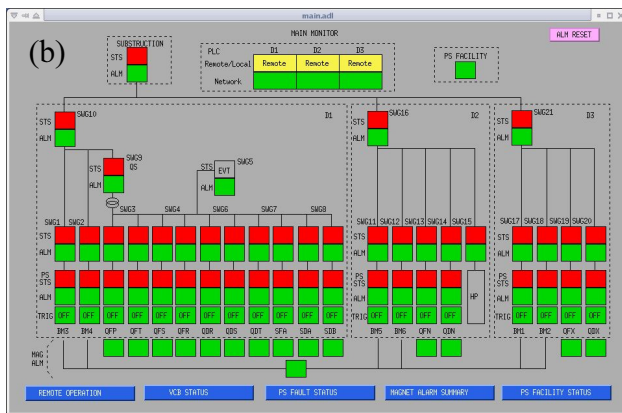 main.adl
(b)
MAIN MONITOR
ALM RESET
SUBSTRUCTION
STS
ALM
PLC D1 D2 D3
Remote/Local Remote Remote Remote
Network
PS FACILITY
SWG10 D1
STS
ALM
SWG9
QS
STS
ALM
SWG5
STS EVT
ALM
SWG16 D2
STS
ALM
SWG21 D3
STS
ALM
SWG1 SWG2 SWG3 SWG4 SWG6 SWG7 SWG8 SWG11 SWG12 SWG13 SWG14 SWG15 SWG17 SWG18 SWG19 SWG20
STS STS STS
ALM ALM ALM
PS STS PS STS PS STS
ALM ALM HP ALM
TRIG OFF OFF OFF OFF OFF OFF OFF OFF OFF OFF OFF OFF TRIG OFF OFF OFF OFF TRIG OFF OFF OFF OFF
BM3 BM4 QFP QFT QFS QFR QDR QDS QDT SFA SDA SDB BM5 BM6 QFN QDN BM1 BM2 QFX QDX
MAG
ALM
REMOTE OPERATION VCB STATUS PS FAULT STATUS MAGNET ALARM SUMMARY PS FACILITY STATUS